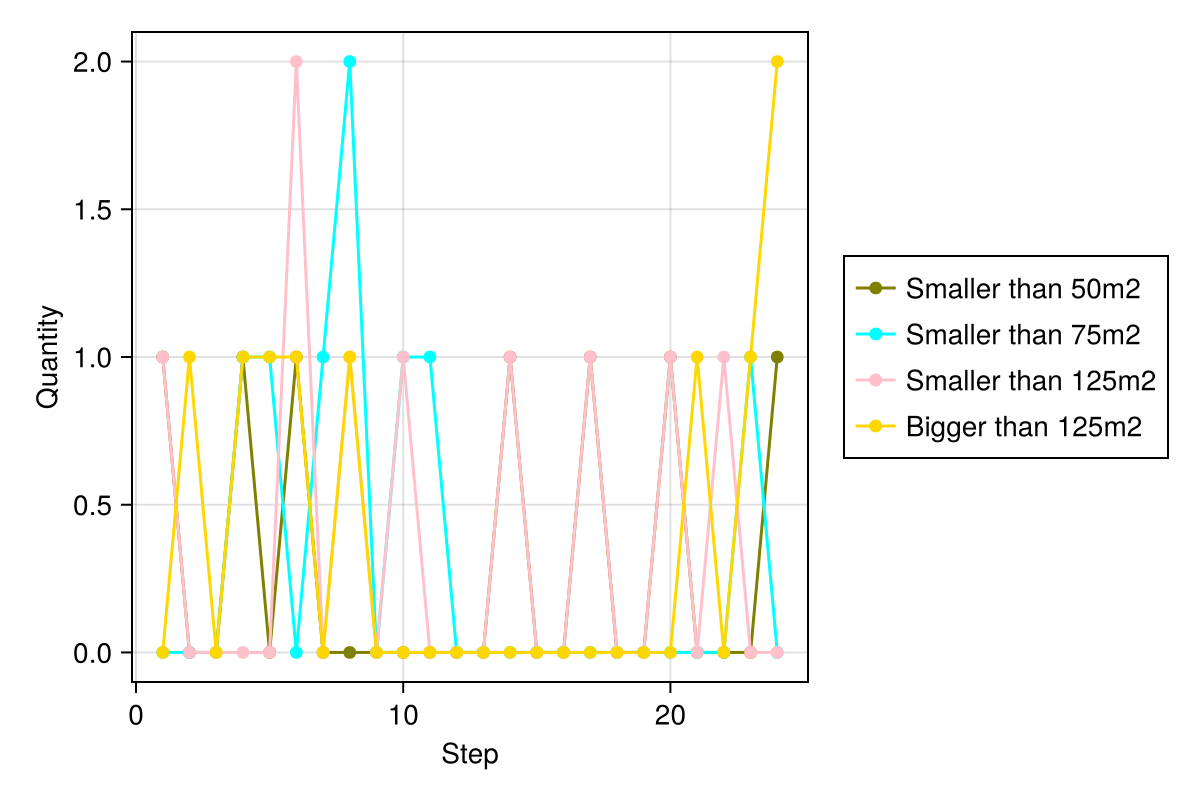 2.0
1.5
1.0
0.5
0.0
Quantity
0
10
20
Step
Smaller than 50m2
Smaller than 75m2
Smaller than 125m2
Bigger than 125m2